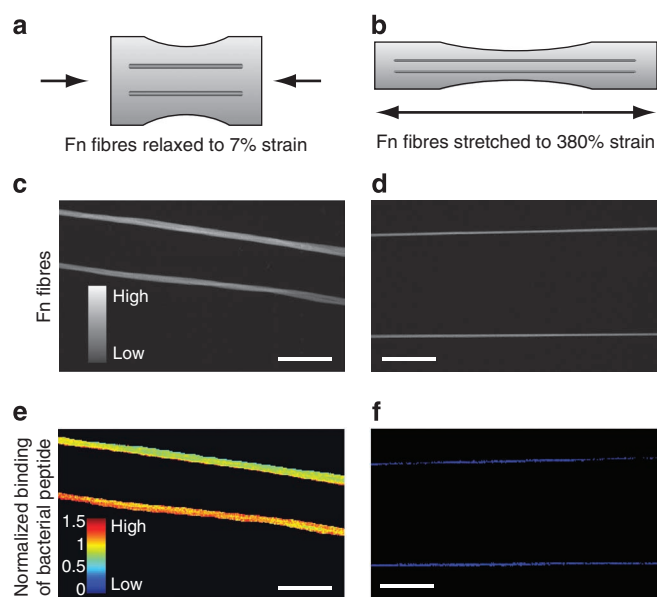 a
b
Fn fibres relaxed to 7% strain
Fn fibres stretched to 380% strain
c
d
Fn fibres
High
Low
e
f
Normalized binding
of bacterial peptide
1.5
High
1
0.5
0
Low